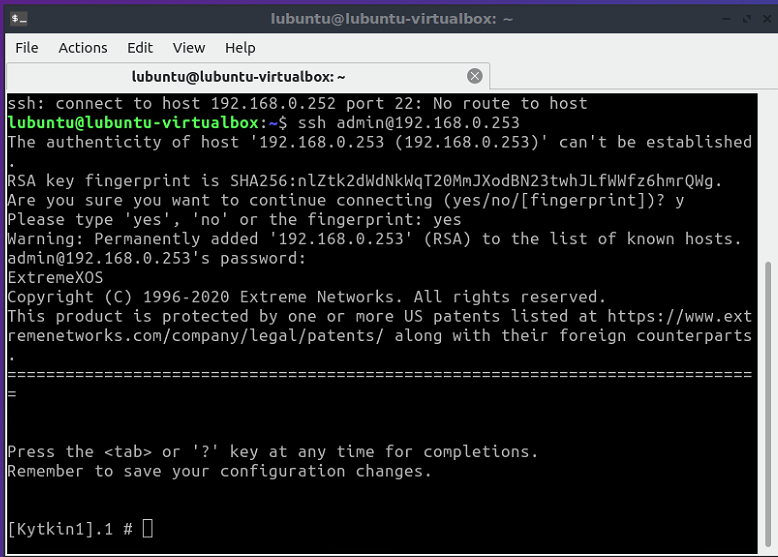 lubuntu@lubuntu-virtualbox: ~
File Actions Edit View Help
lubuntu@lubuntu-virtualbox: ~
ssh: connect to host 192.168.0.252 port 22: No route to host
lubuntu@lubuntu-virtualbox:~$ ssh admin@192.168.0.253
The authenticity of host '192.168.0.253 (192.168.0.253)' can't be established
.
RSA key fingerprint is SHA256:nlZtk2dWdNkWqT20MmJXodBN23twhJLfWWfz6hmrQWg.
Are you sure you want to continue connecting (yes/no/[fingerprint])? y
Please type 'yes', 'no' or the fingerprint: yes
Warning: Permanently added '192.168.0.253' (RSA) to the list of known hosts.
admin@192.168.0.253's password:
ExtremeXOS
Copyright (C) 1996-2020 Extreme Networks. All rights reserved.
This product is protected by one or more US patents listed at https://www.ext
remenetworks.com/company/legal/patents/ along with their foreign counterparts
.
=============================================================================
=
Press the <tab> or '?' key at any time for completions.
Remember to save your configuration changes.
[Kytkin1].1 #